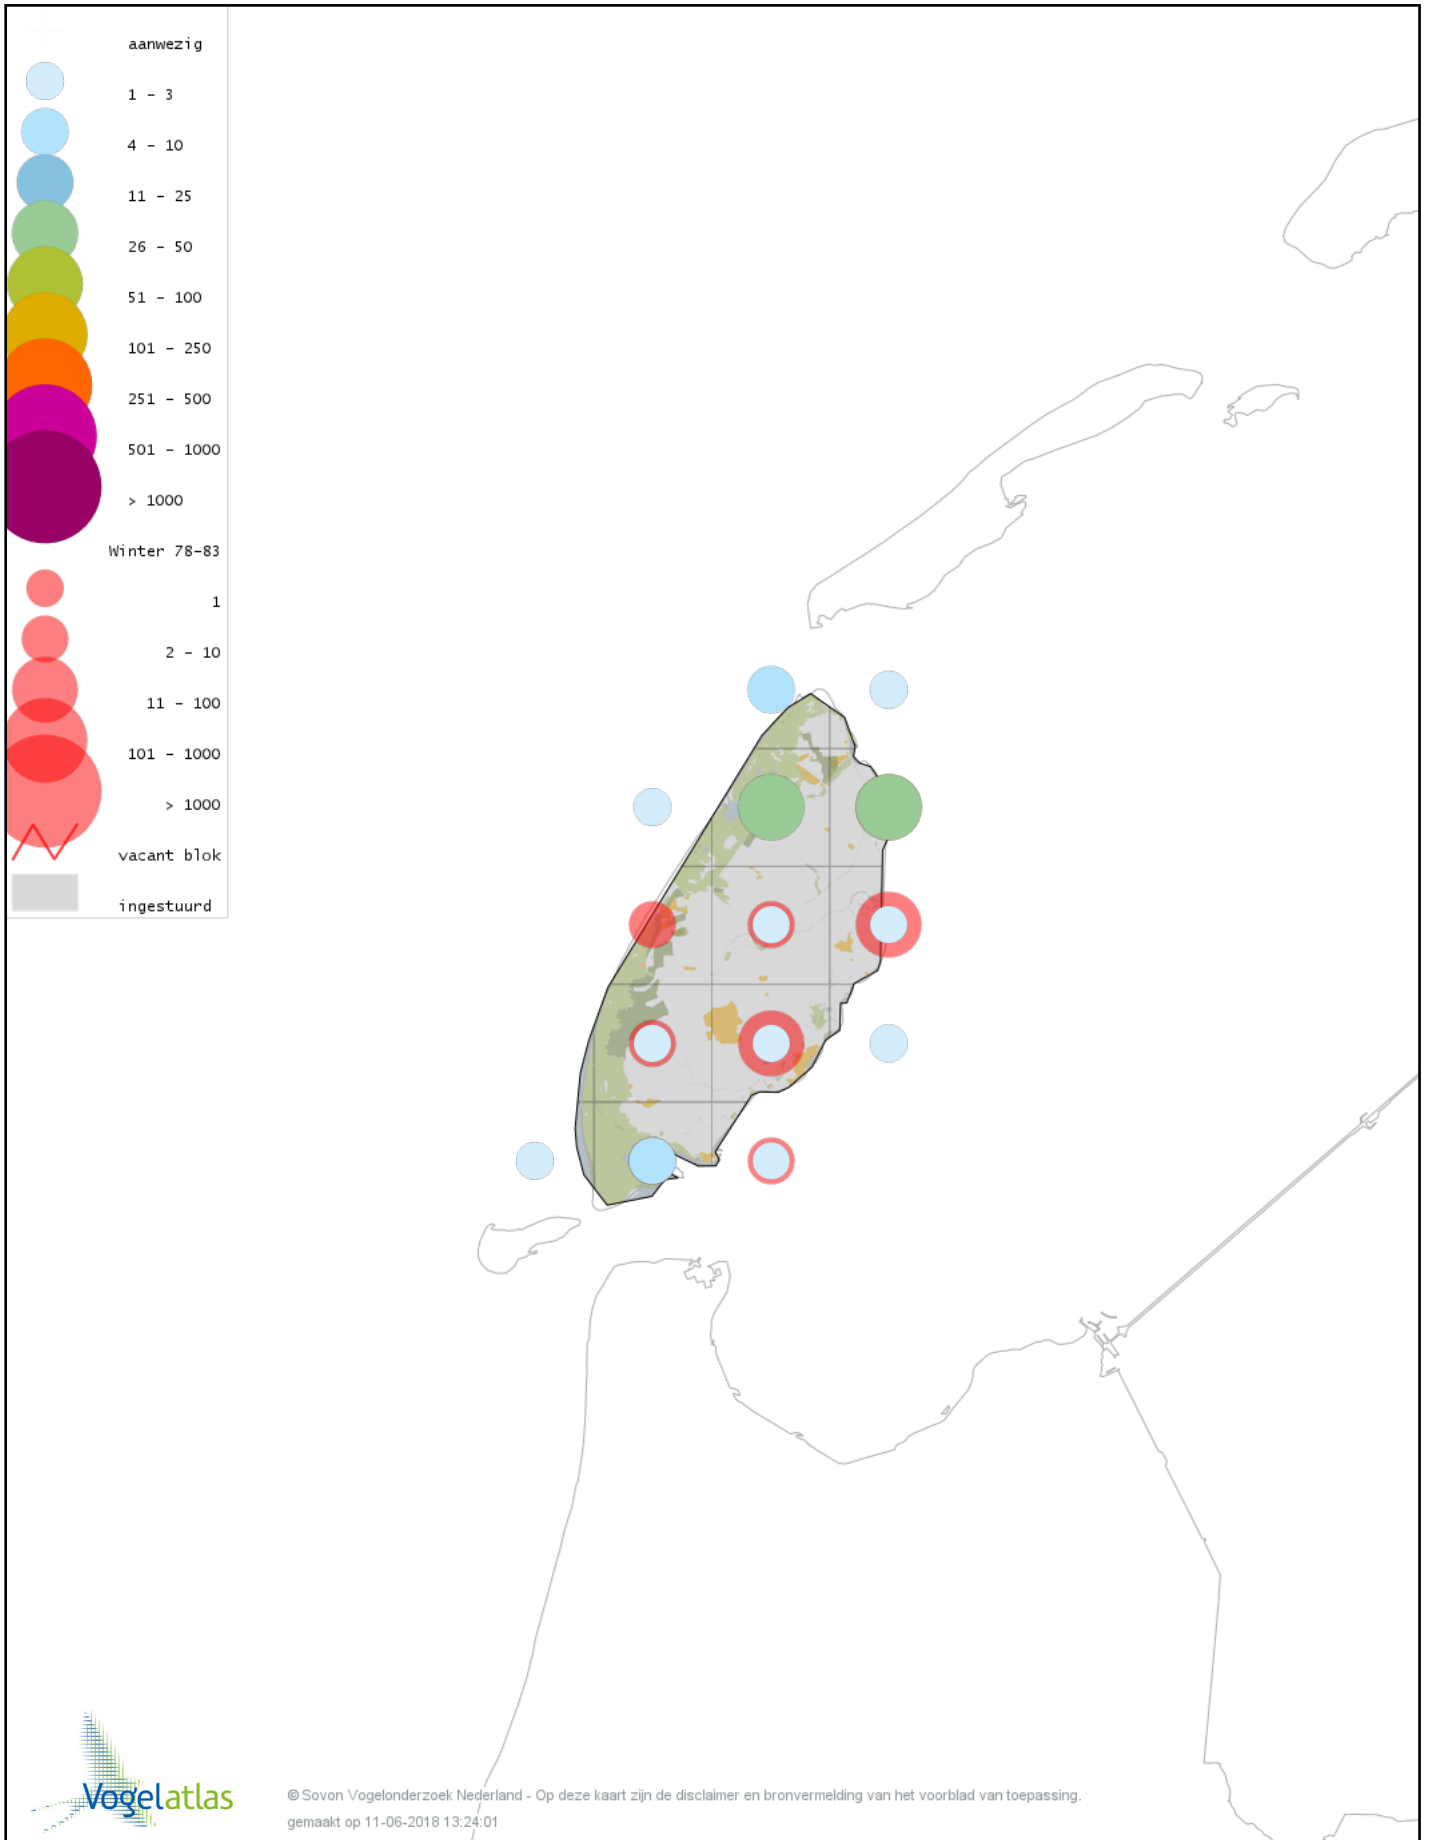 aanwezig
1 - 3
4 - 10
11 - 25
26 - 50
51 - 100
101 - 250
251 - 500
501 - 1000
> 1000
Winter 78-83
1
2 - 10
11 - 100
101 - 1000
> 1000
vacant blok
ingestuurd
Vogelatlas
© Sovon Vogelonderzoek Nederland - Op deze kaart zijn de disclaimer en bronvermelding van het voorblad van toepassing.
gemaakt op 11-06-2018 13:24:01